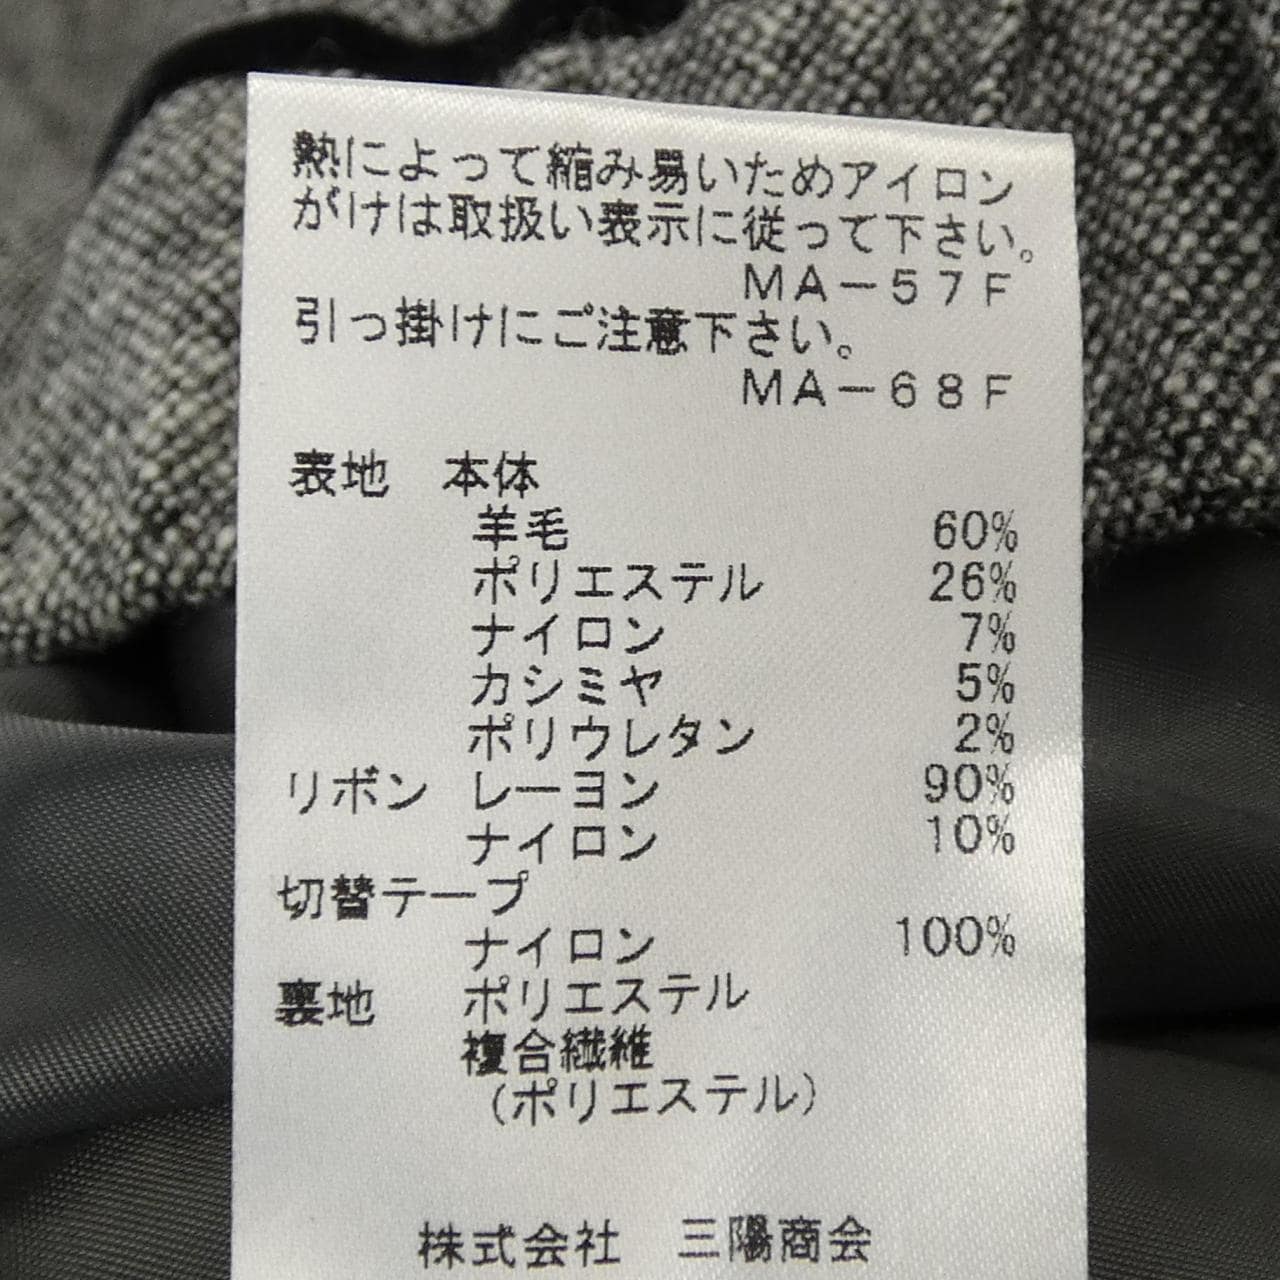 熱によって縮み易いためアイロン
がけは取扱い表示に従って下さい。
MA－57F
引っ掛けにご注意下さい。
MA－68F
表地 本体
羊毛 60%
ポリエステル 26%
ナイロン 7%
カシミヤ 5%
ポリウレタン 2%
リボン レーヨン 90%
ナイロン 10%
切替テープ
ナイロン 100%
裏地 ポリエステル
複合繊維
（ポリエステル）
株式会社 三陽商会